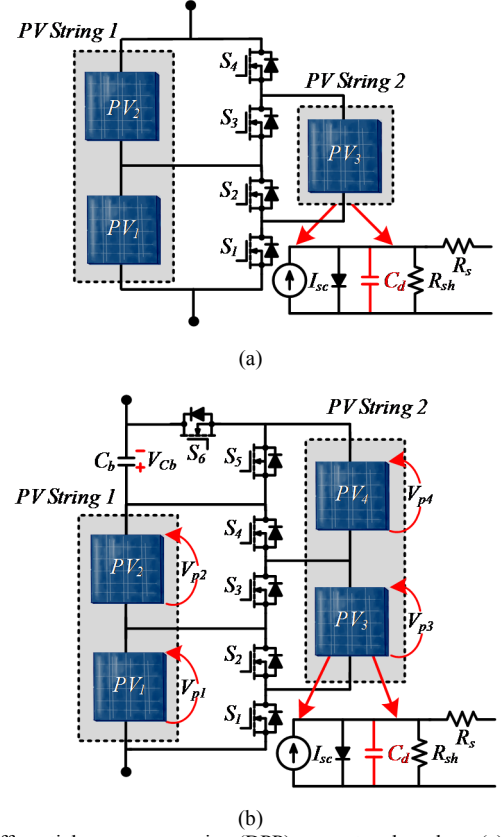 PV String 1
S4
PV String 2
PV2
S3
PV3
S2
PV1
S1
Isc
Cd
Rsh
Rs
(a)
PV String 2
S6
Cb
VCb
S5
PV String 1
PV4
Vp4
S4
PV2
Vp2
S3
PV3
Vp3
S2
PV1
Vp1
S1
Isc
Cd
Rsh
Rs
(b)